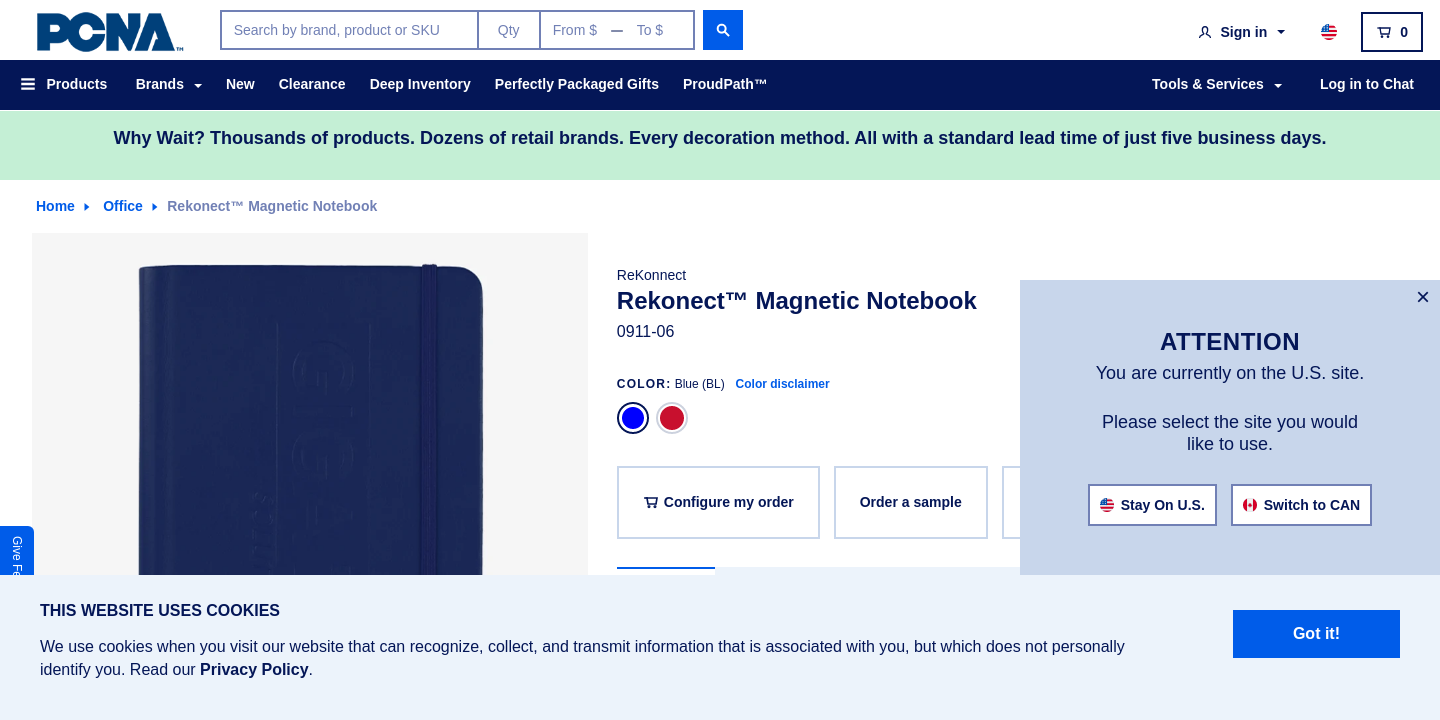 PCNA™
Search by brand, product or SKU
Qty
From $ — To $
Sign in
0
Products
Brands
New
Clearance
Deep Inventory
Perfectly Packaged Gifts
ProudPath™
Tools & Services
Log in to Chat
Why Wait? Thousands of products. Dozens of retail brands. Every decoration method. All with a standard lead time of just five business days.
Home
Office
Rekonect™ Magnetic Notebook
ReKonnect
Rekonect™ Magnetic Notebook
0911-06
COLOR: Blue (BL) Color disclaimer
Configure my order
Order a sample
×
ATTENTION
You are currently on the U.S. site.
Please select the site you would
like to use.
Stay On U.S.
Switch to CAN
Give Fe
THIS WEBSITE USES COOKIES
We use cookies when you visit our website that can recognize, collect, and transmit information that is associated with you, but which does not personally
identify you. Read our Privacy Policy.
Got it!